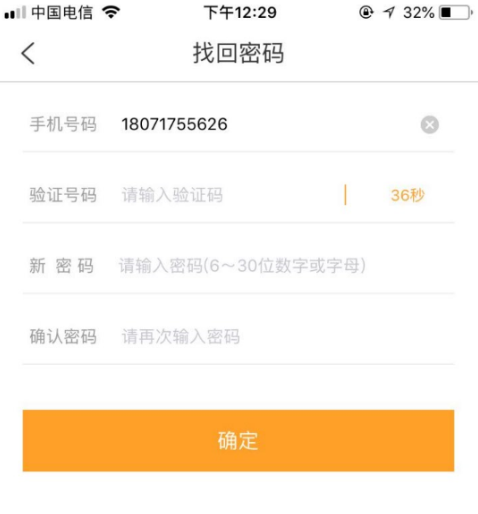 中国电信 下午12:29 32%
找回密码
手机号码 18071755626
验证号码 请输入验证码 36秒
新 密 码 请输入密码(6～30位数字或字母)
确认密码 请再次输入密码
确定